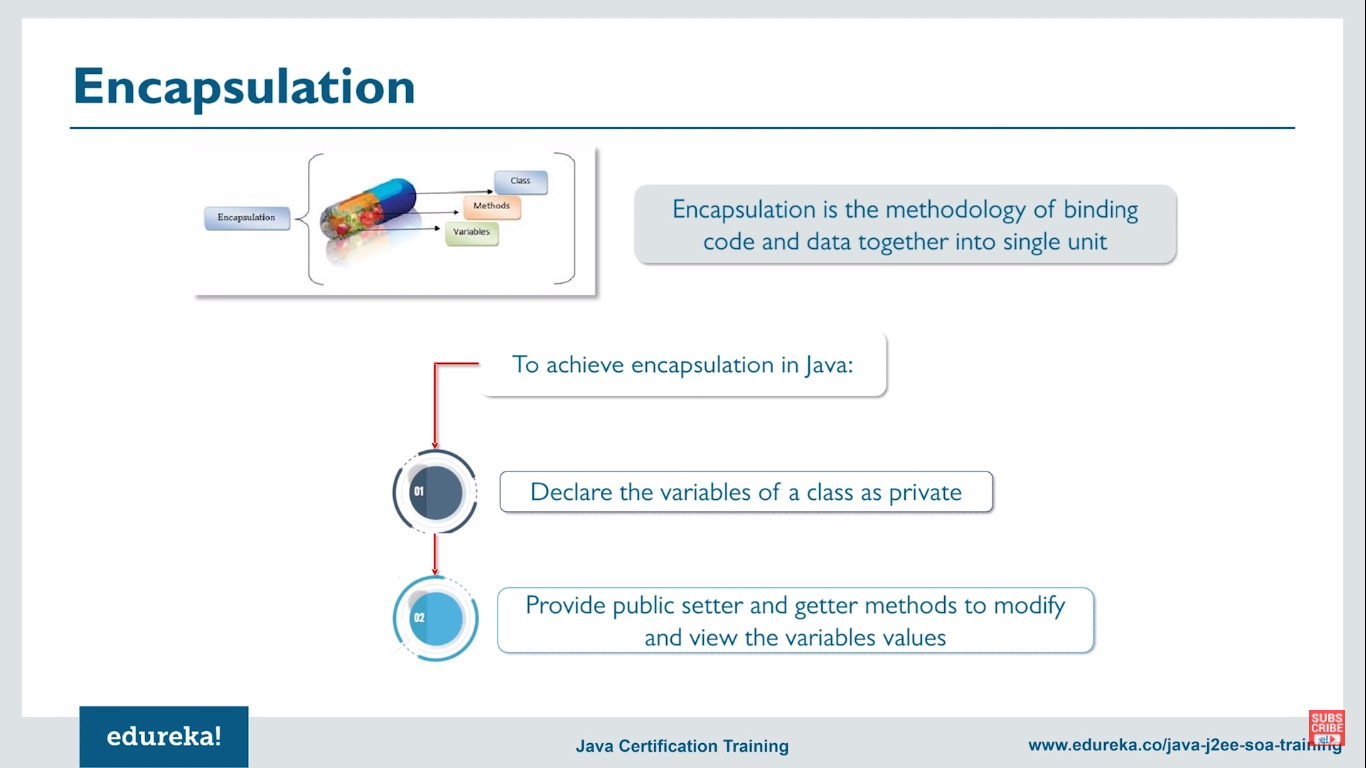 Encapsulation
Encapsulation
Class
Methods
Variables
Encapsulation is the methodology of binding
code and data together into single unit
To achieve encapsulation in Java:
01
Declare the variables of a class as private
02
Provide public setter and getter methods to modify
and view the variables values
edureka!
Java Certification Training
www.edureka.co/java-j2ee-soa-training
SUBS
CRIBE